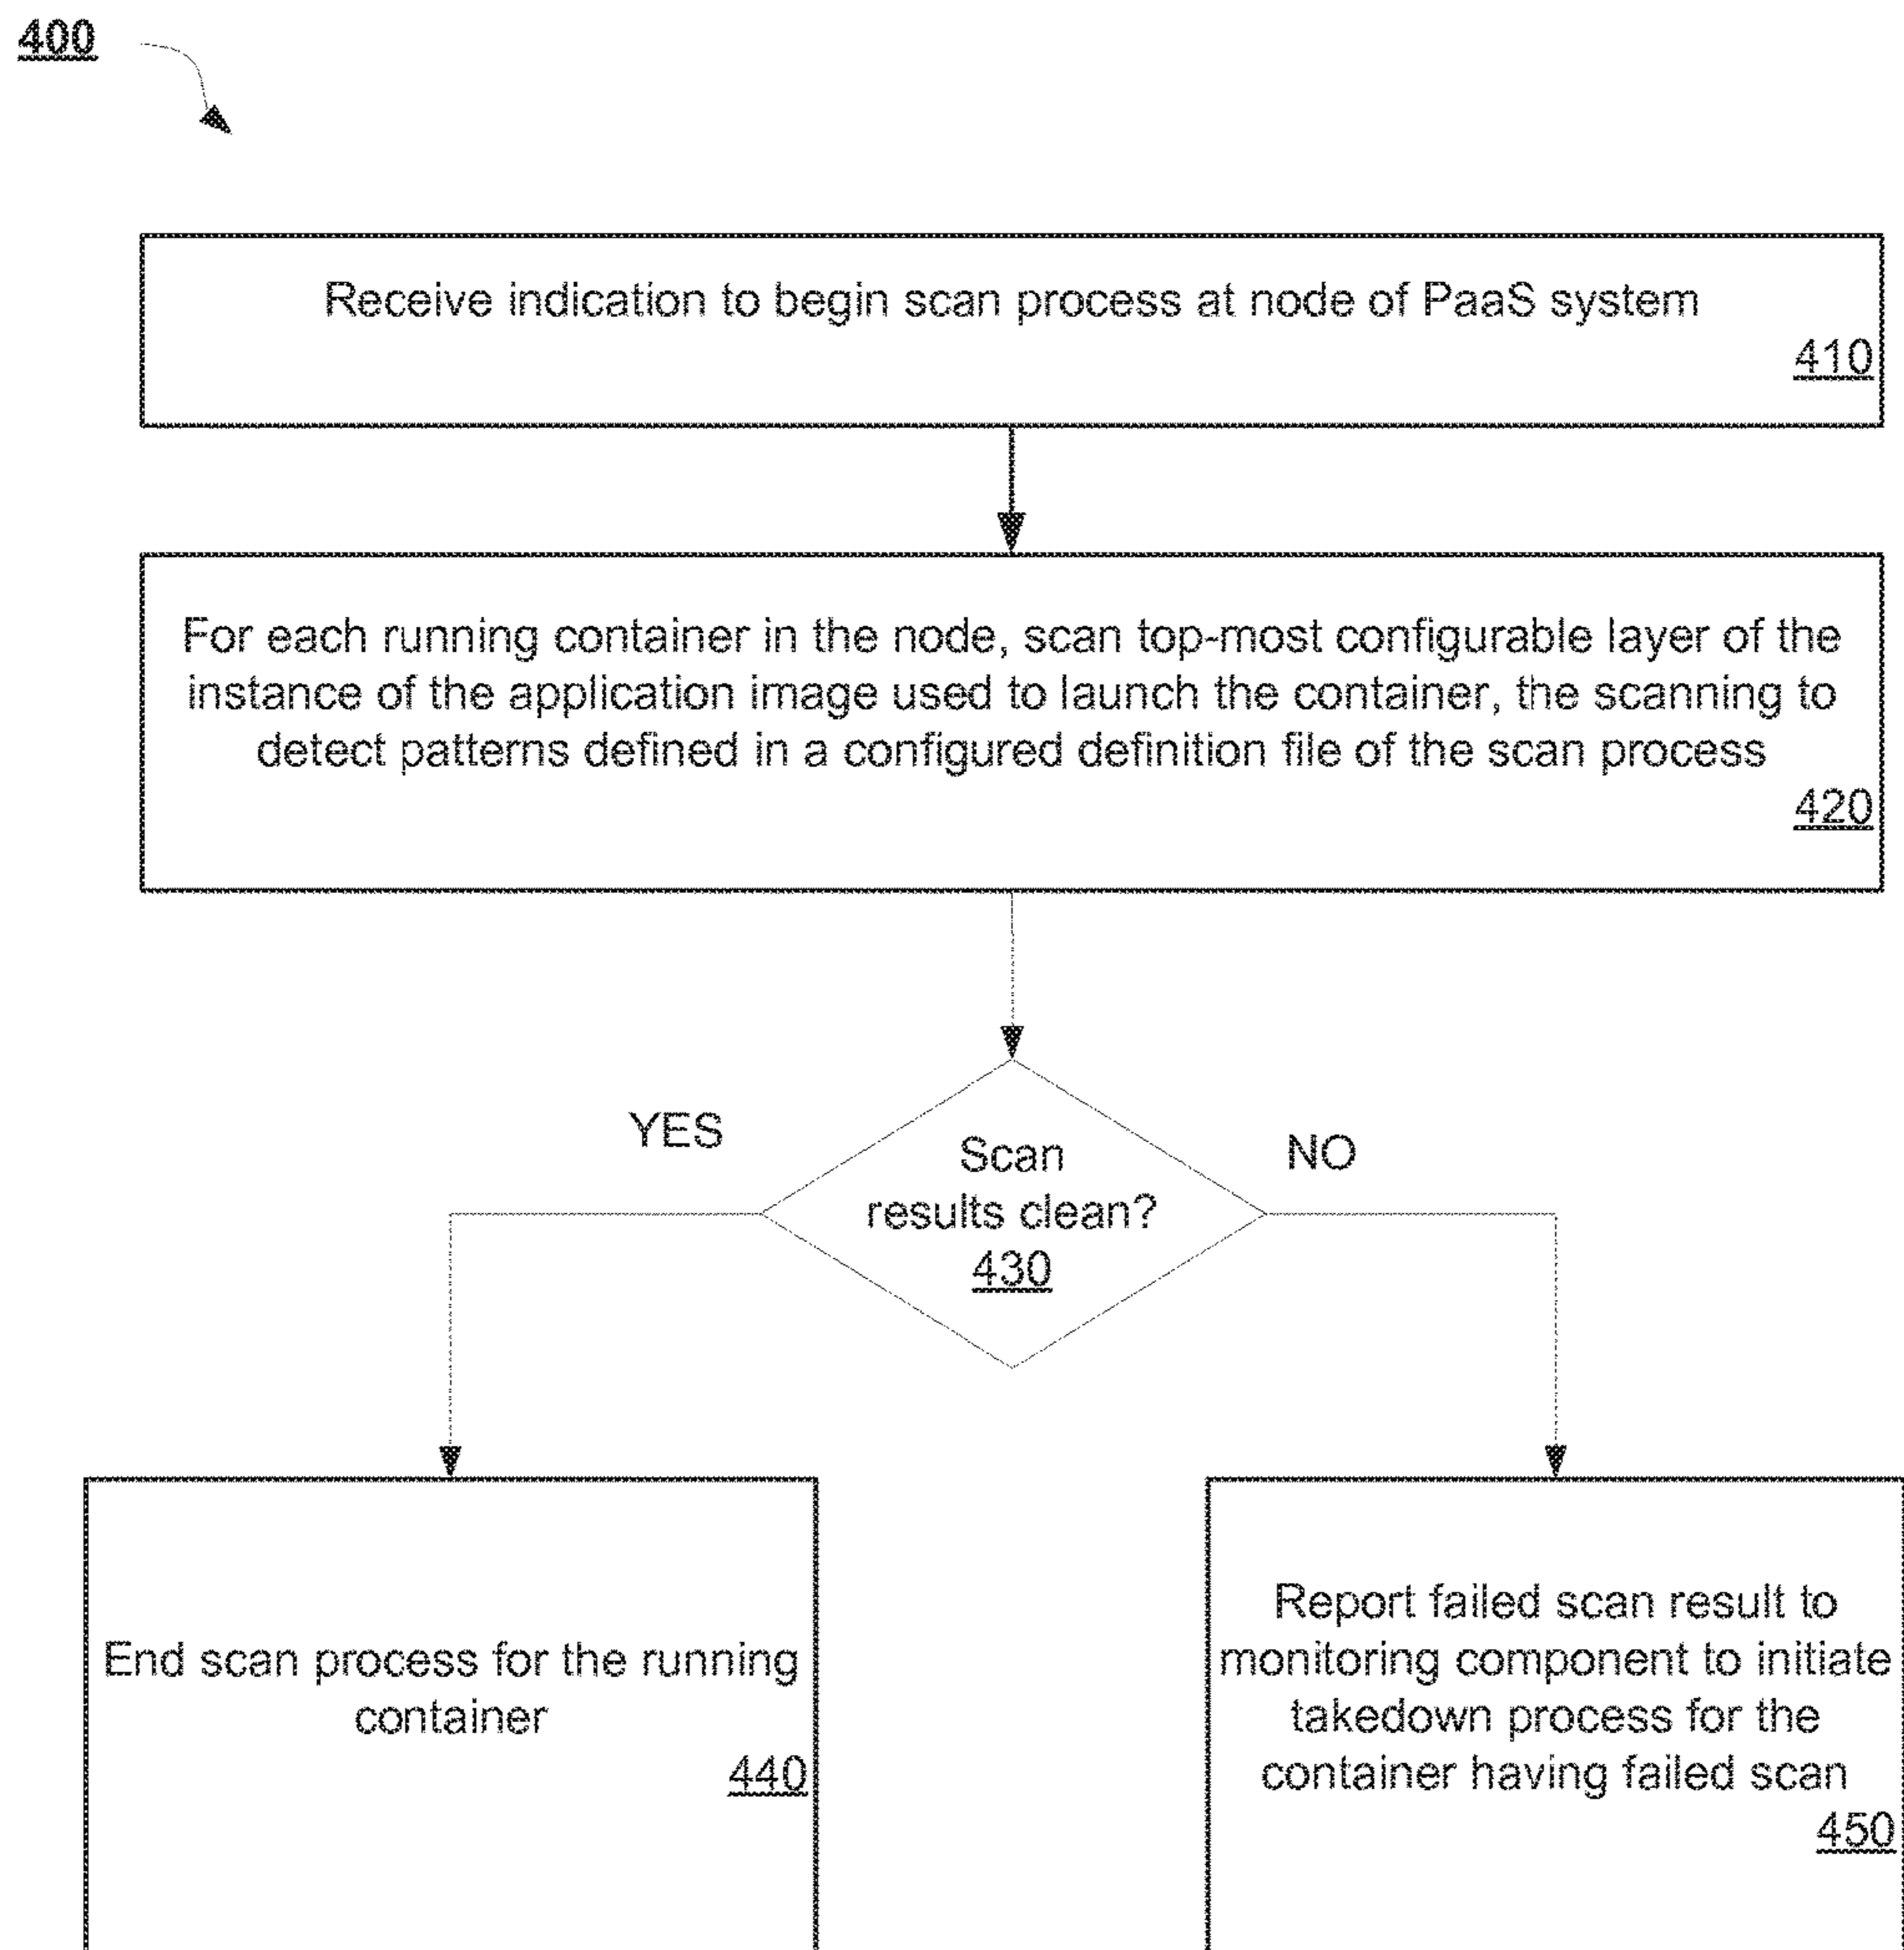 400
Receive indication to begin scan process at node of PaaS system
410
For each running container in the node, scan top-most configurable layer of the
instance of the application image used to launch the container, the scanning to
detect patterns defined in a configured definition file of the scan process
420
YES
NO
Scan
results clean?
430
End scan process for the running
container
440
Report failed scan result to
monitoring component to initiate
takedown process for the
container having failed scan
450